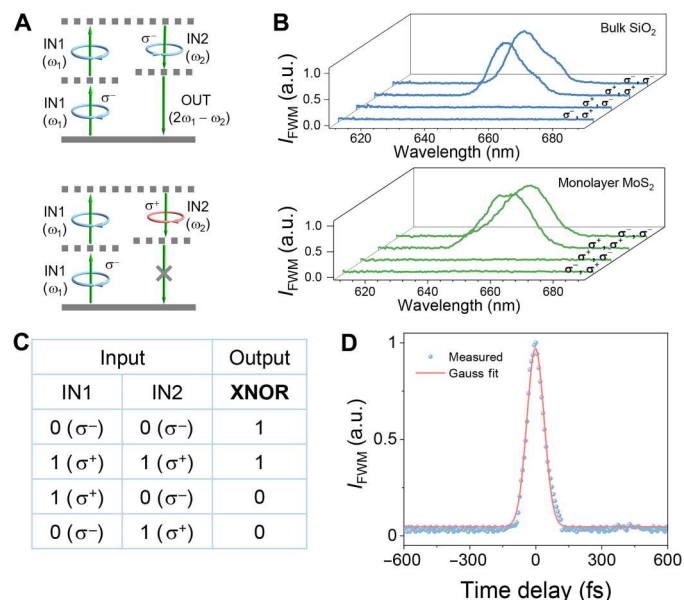 A
IN1
(ω₁)
σ⁻
IN2
(ω₂)
IN1
(ω₁)
σ⁻
OUT
(2ω₁ − ω₂)
IN1
(ω₁)
σ⁺
IN2
(ω₂)
IN1
(ω₁)
σ⁻
B
Bulk SiO₂
1.0
0.5
0.0
I_FWM (a.u.)
σ⁻, σ⁻
σ⁺, σ⁺
σ⁺, σ⁻
σ⁻, σ⁺
620 640 660 680
Wavelength (nm)
Monolayer MoS₂
1.0
0.5
0.0
I_FWM (a.u.)
σ⁻, σ⁻
σ⁺, σ⁺
σ⁺, σ⁻
σ⁻, σ⁺
620 640 660 680
Wavelength (nm)
C
Input Output
IN1 IN2 XNOR
0 (σ⁻) 0 (σ⁻) 1
1 (σ⁺) 1 (σ⁺) 1
1 (σ⁺) 0 (σ⁻) 0
0 (σ⁻) 1 (σ⁺) 0
D
Measured
Gauss fit
1
0.5
0
I_FWM (a.u.)
−600 −300 0 300 600
Time delay (fs)